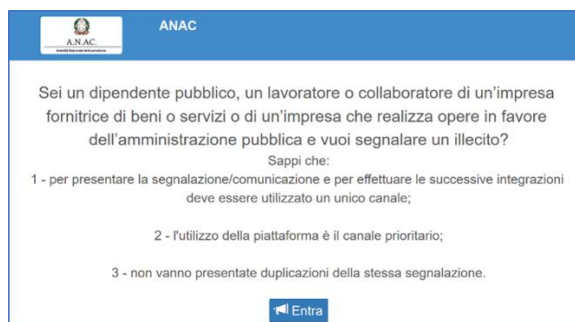 A.N.AC.
ANAC
Sei un dipendente pubblico, un lavoratore o collaboratore di un'impresa
fornitrice di beni o servizi o di un'impresa che realizza opere in favore
dell'amministrazione pubblica e vuoi segnalare un illecito?
Sappi che:
1 - per presentare la segnalazione/comunicazione e per effettuare le successive integrazioni
deve essere utilizzato un unico canale;
2 - l'utilizzo della piattaforma è il canale prioritario;
3 - non vanno presentate duplicazioni della stessa segnalazione.
Entra